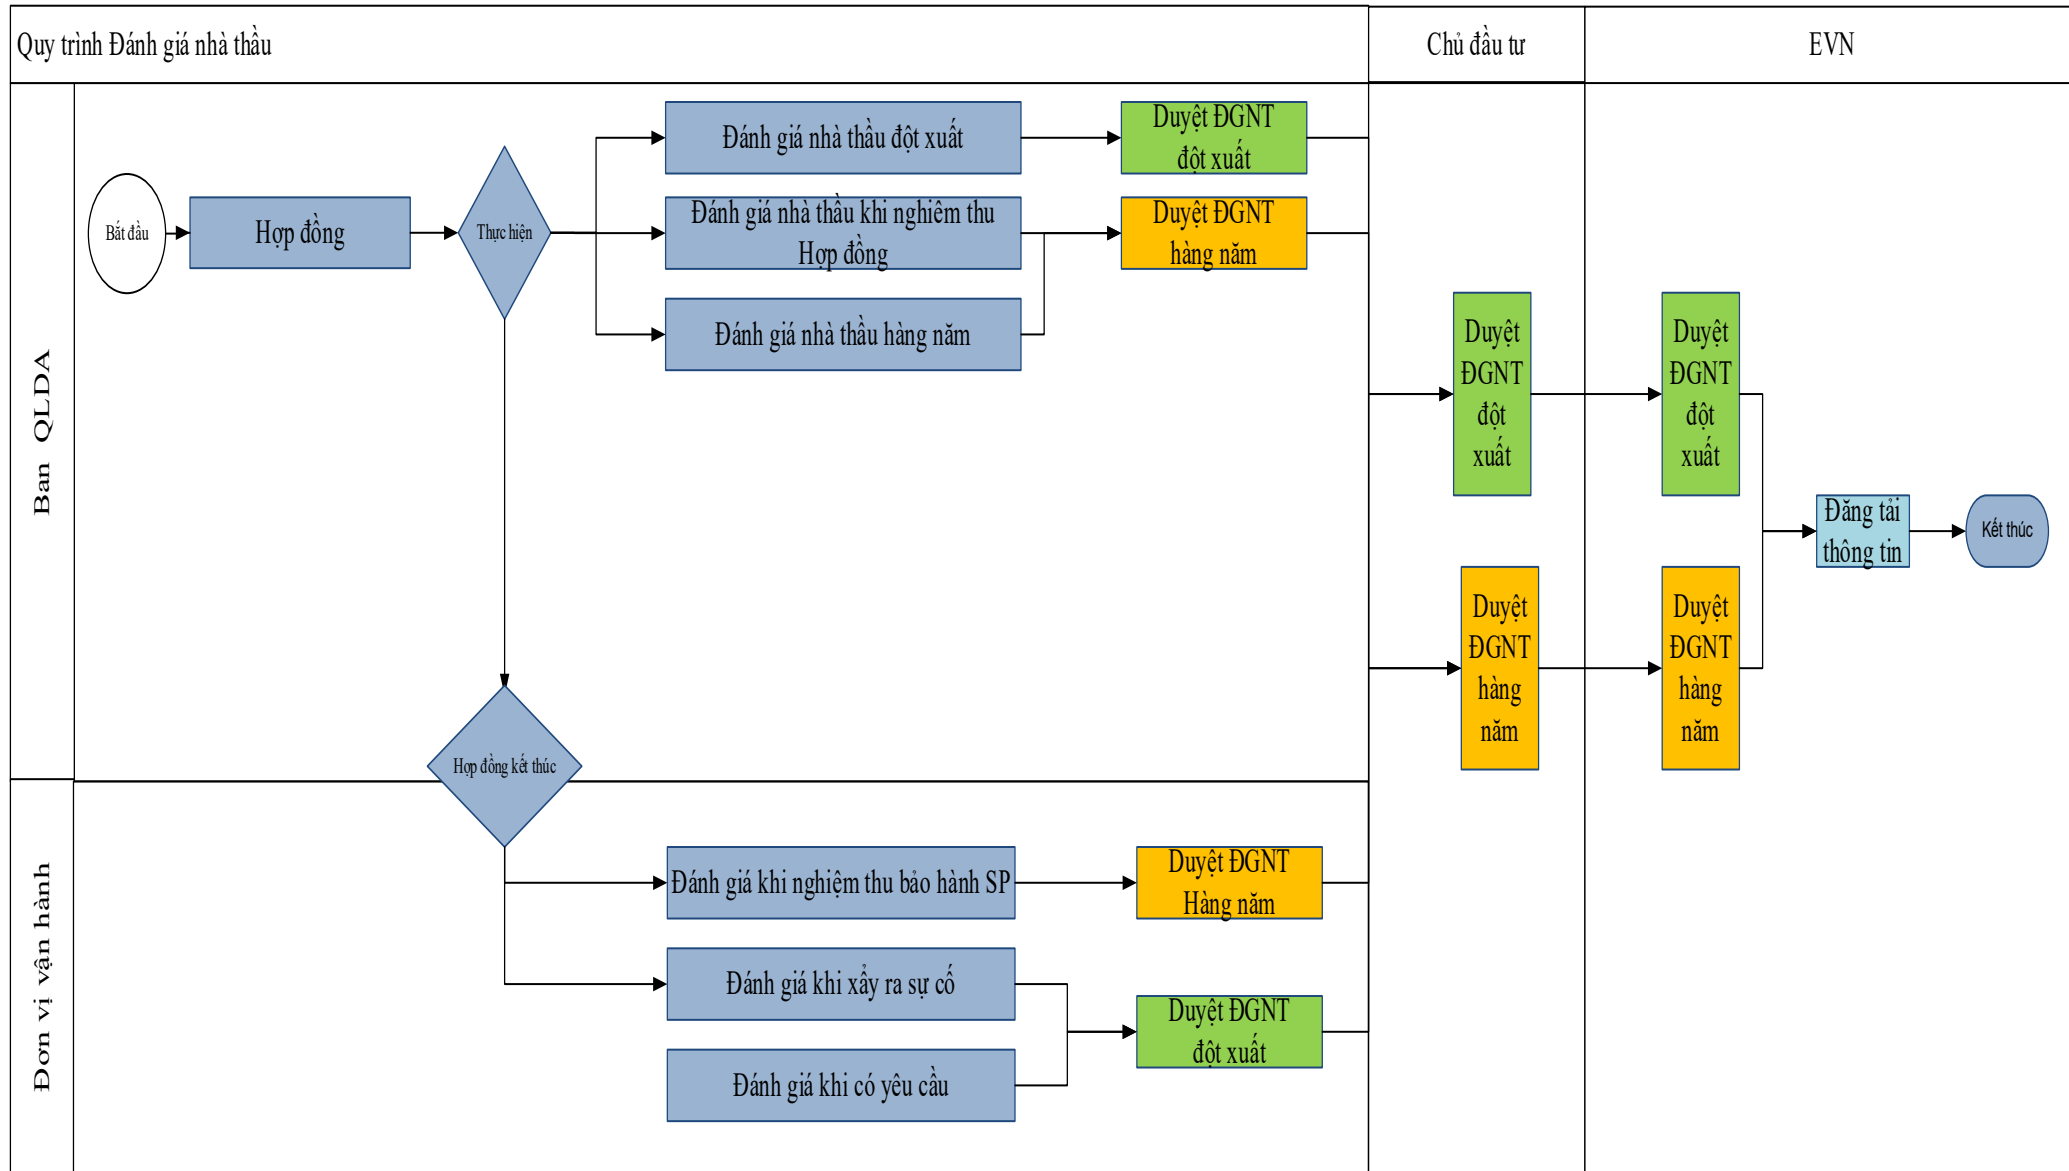 Quy trình Đánh giá nhà thầu
Chủ đầu tư
EVN
Ban QLDA
Bắt đầu
Hợp đồng
Thực hiện
Đánh giá nhà thầu đột xuất
Duyệt ĐGNT
đột xuất
Đánh giá nhà thầu khi nghiêm thu
Hợp đồng
Duyệt ĐGNT
hàng năm
Đánh giá nhà thầu hàng năm
Duyệt
ĐGNT
đột
xuất
Duyệt
ĐGNT
đột
xuất
Đăng tải
thông tin
Kết thúc
Duyệt
ĐGNT
hàng
năm
Duyệt
ĐGNT
hàng
năm
Hợp đồng kết thúc
Đơn vị vận hành
Đánh giá khi nghiệm thu bảo hành SP
Duyệt ĐGNT
Hàng năm
Đánh giá khi xẩy ra sự cố
Duyệt ĐGNT
đột xuất
Đánh giá khi có yêu cầu